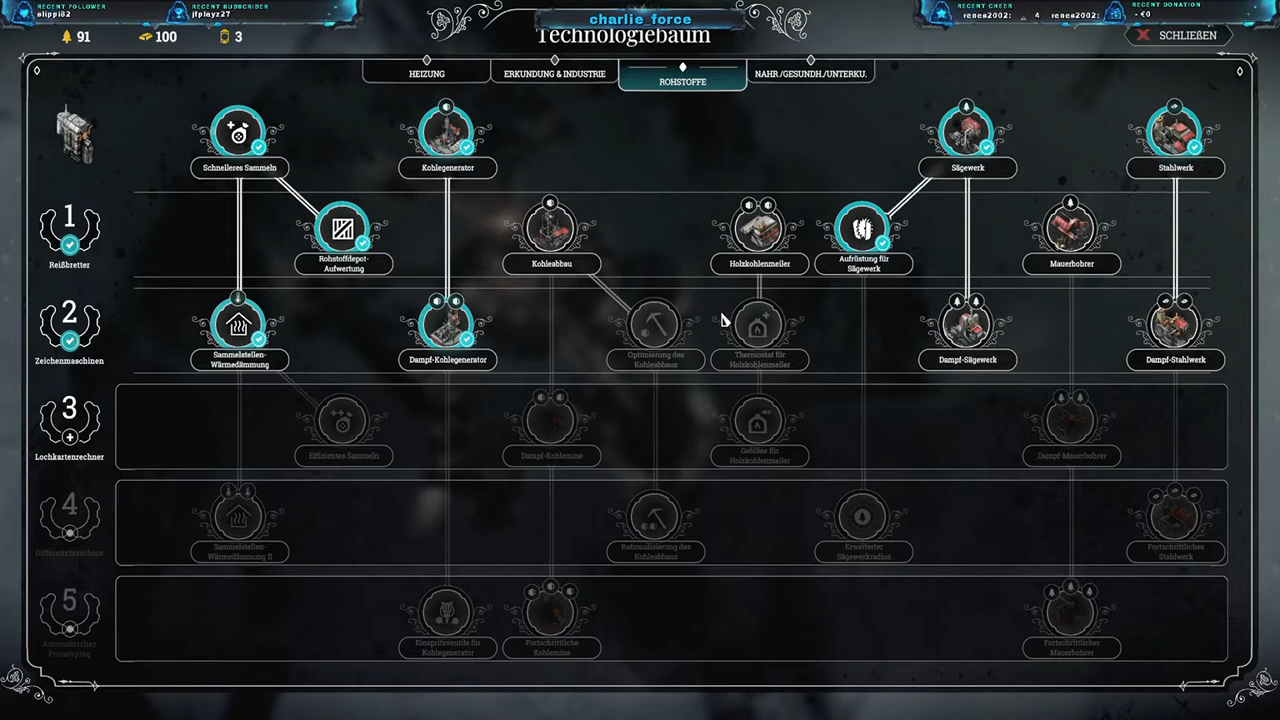 RECENT FOLLOWER
slippi82
RECENT SUBSCRIBER
jfplayz27
charlie_force
RECENT CHEER
renes2002: 4 renes2002:
RECENT DONATION
- €0
91
100
3
Technologiebaum
SCHLIEßEN
HEIZUNG
ERKUNDUNG & INDUSTRIE
ROHSTOFFE
NAHR./GESUNDH./UNTERKU.
Schnelleres Sammeln
Kohlegenerator
Sägewerk
Stahlwerk
1
Reißbretter
Rohstoffdepot-
Aufwertung
Kohleabbau
Holzkohlenmeiler
Aufrüstung für
Sägewerk
Mauerbohrer
2
Zeichenmaschinen
Sammelstellen-
Wärmedämmung
Dampf-Kohlegenerator
Optimierung des
Kohleabbaus
Thermostat für
Holzkohlenmeiler
Dampf-Sägewerk
Dampf-Stahlwerk
3
Lochkartenrechner
Effizientes Sammeln
Dampf-Kohlemine
Gebläse für
Holzkohlenmeiler
Dampf-Mauerbohrer
4
Differenzmaschine
Sammelstellen-
Wärmedämmung II
Rationalisierung des
Kohleabbaus
Erweiterter
Sägewerkradius
Fortschrittliches
Stahlwerk
5
Automatisches
Prototyping
Einspritzventile für
Kohlegenerator
Fortschrittliche
Kohlemine
Fortschrittlicher
Mauerbohrer